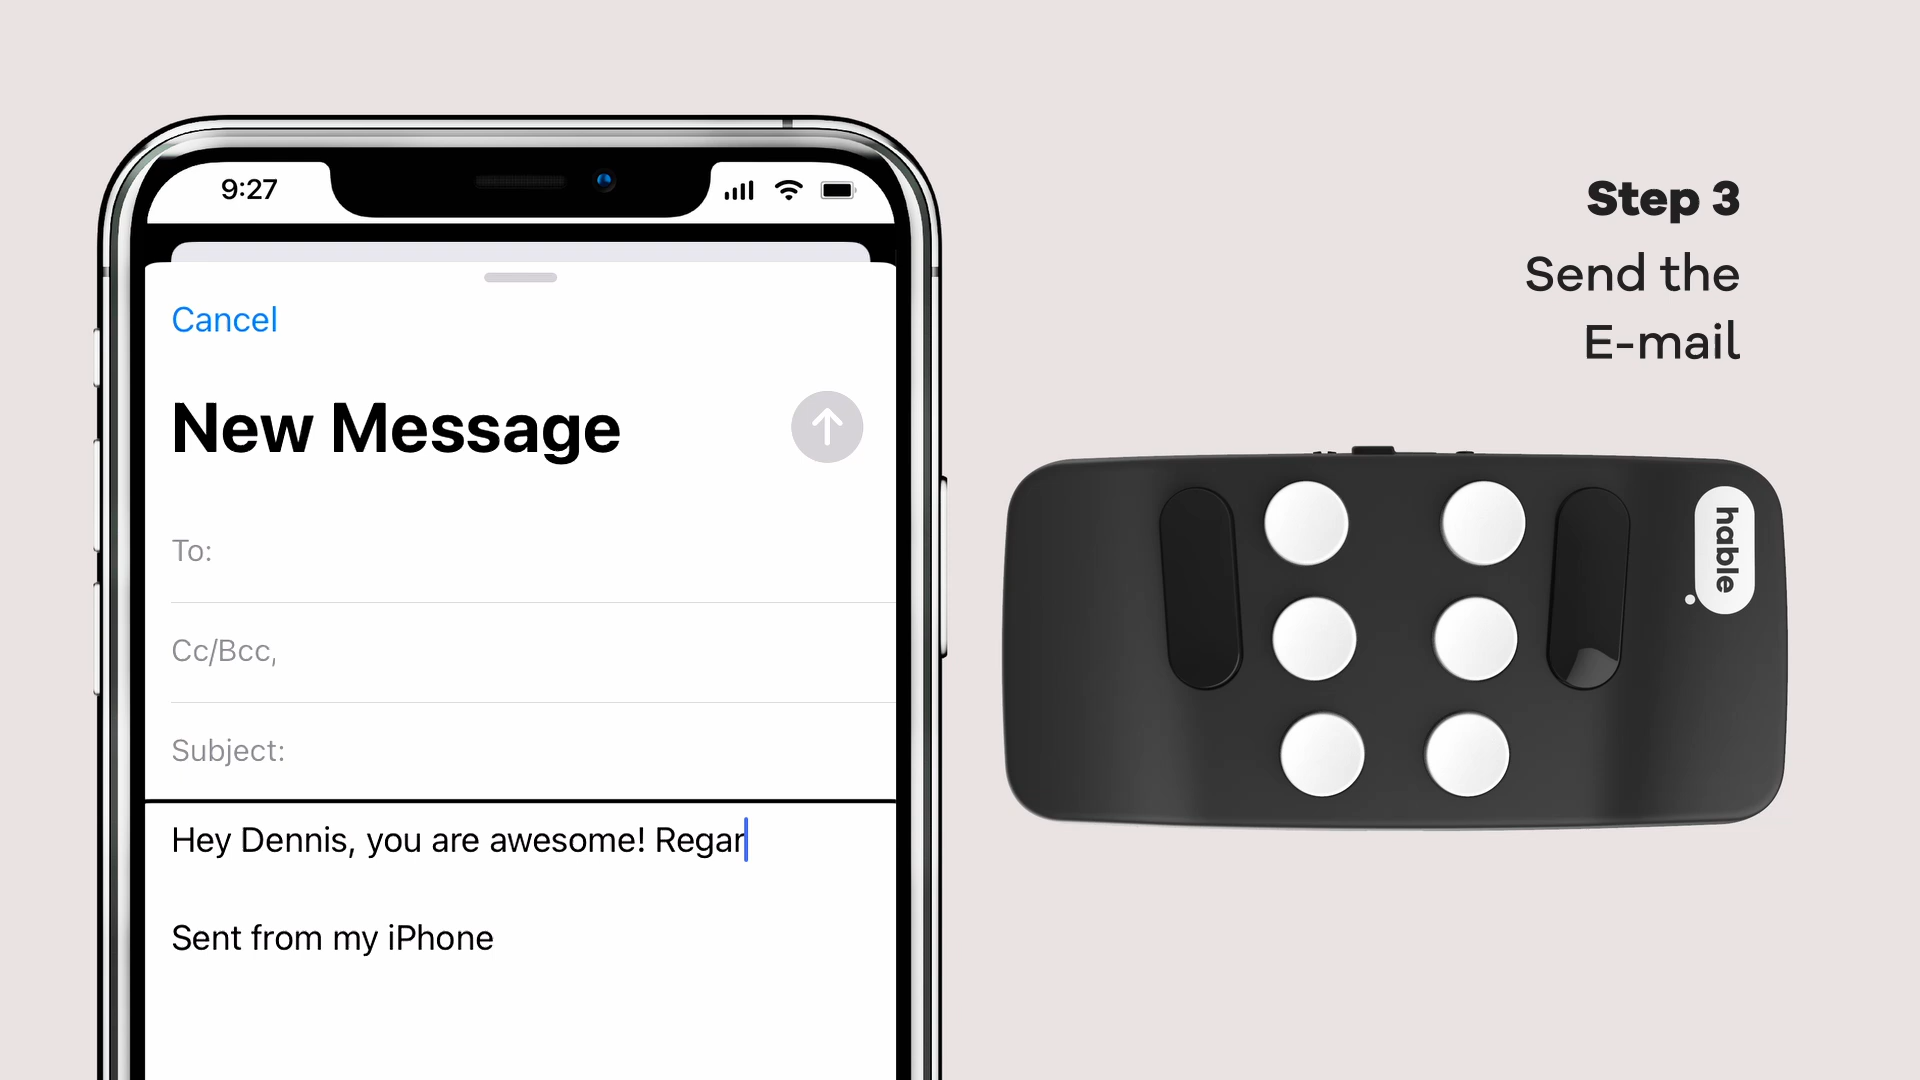 9:27
Cancel
New Message
To:
Cc/Bcc,
Subject:
Hey Dennis, you are awesome! Regar
Sent from my iPhone
Step 3
Send the
E-mail
hable